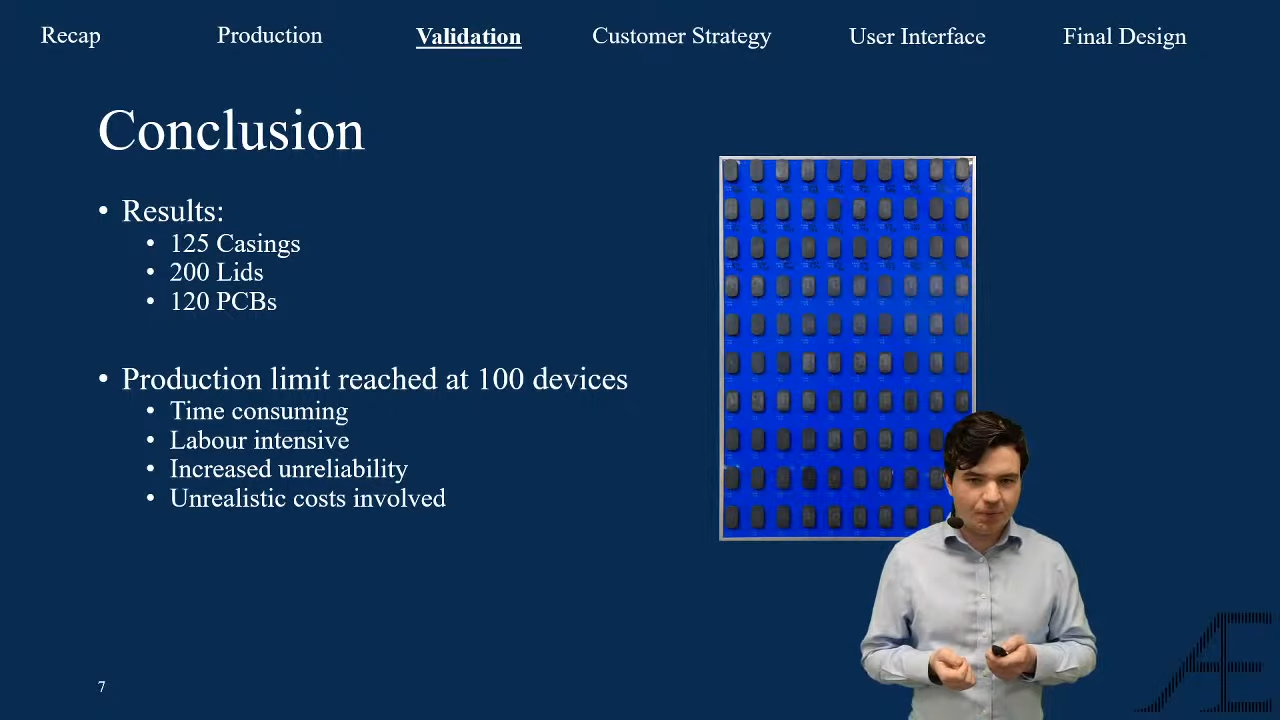 Recap Production Validation Customer Strategy User Interface Final Design
Conclusion
• Results:
• 125 Casings
• 200 Lids
• 120 PCBs
• Production limit reached at 100 devices
• Time consuming
• Labour intensive
• Increased unreliability
• Unrealistic costs involved
7
Æ